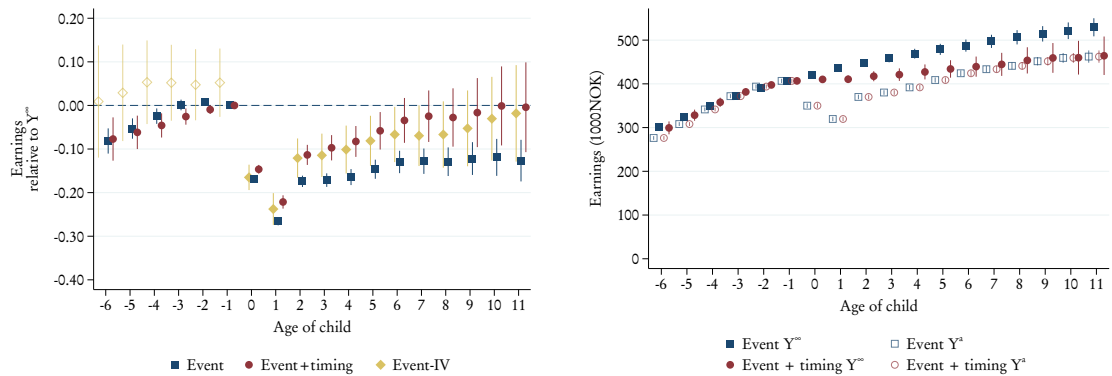 0.20
0.10
0.00
-0.10
-0.20
-0.30
-0.40
Earnings
relative to Y∞
-6 -5 -4 -3 -2 -1 0 1 2 3 4 5 6 7 8 9 10 11
Age of child
Event Event+timing Event-IV
500
400
300
200
100
0
Earnings (1000NOK)
-6 -5 -4 -3 -2 -1 0 1 2 3 4 5 6 7 8 9 10 11
Age of child
Event Y∞ Event Yª
Event + timing Y∞ Event + timing Yª